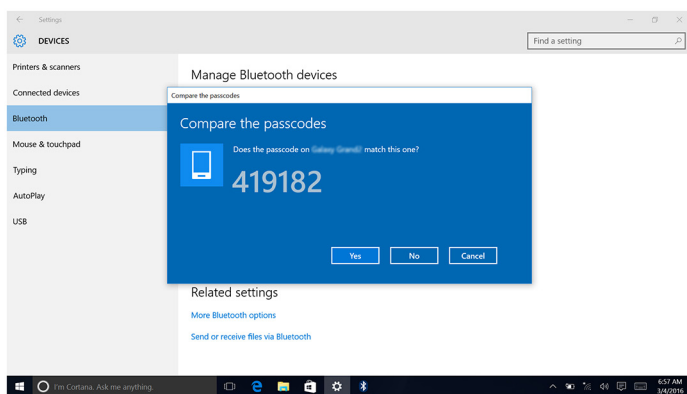 Settings
DEVICES
Find a setting
Printers & scanners
Connected devices
Bluetooth
Mouse & touchpad
Typing
AutoPlay
USB
Manage Bluetooth devices
Compare the passcodes
Compare the passcodes
Does the passcode on Galaxy Grand2 match this one?
419182
Yes No Cancel
Related settings
More Bluetooth options
Send or receive files via Bluetooth
I'm Cortana. Ask me anything.
6:57 AM
3/4/2016